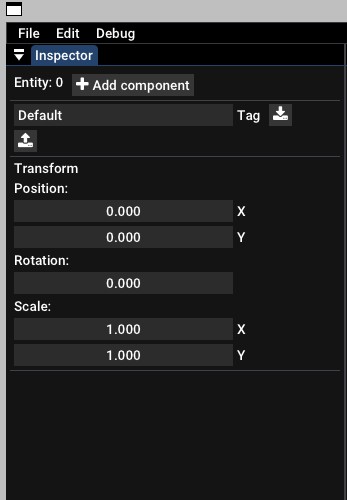 File Edit Debug
Inspector
Entity: 0 Add component
Default Tag
Transform
Position:
0.000 X
0.000 Y
Rotation:
0.000
Scale:
1.000 X
1.000 Y